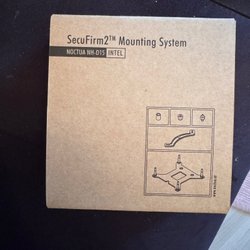 SecuFirm2™ Mounting System
NOCTUA NH-D15 INTEL